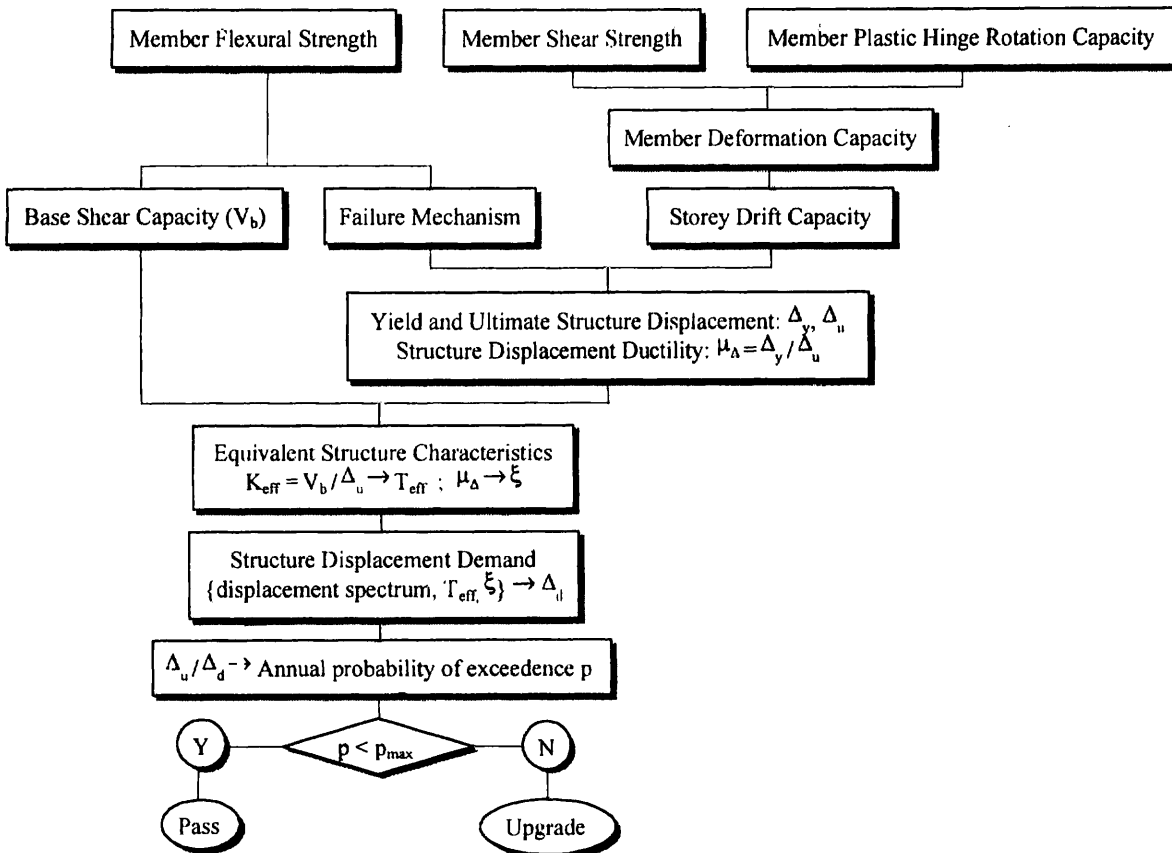 Member Flexural Strength
Member Shear Strength
Member Plastic Hinge Rotation Capacity
Member Deformation Capacity
Base Shear Capacity (V_b)
Failure Mechanism
Storey Drift Capacity
Yield and Ultimate Structure Displacement: Δ_y, Δ_u
Structure Displacement Ductility: μ_Δ = Δ_y / Δ_u
Equivalent Structure Characteristics
K_eff = V_b / Δ_u → T_eff ; μ_Δ → ξ
Structure Displacement Demand
{displacement spectrum, T_eff, ξ} → Δ_d
Δ_u / Δ_d → Annual probability of exceedence p
Y
p < p_max
N
Pass
Upgrade